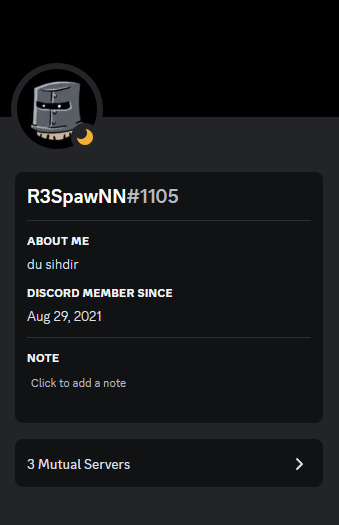 R3SpawNN#1105
ABOUT ME
du sihdir
DISCORD MEMBER SINCE
Aug 29, 2021
NOTE
Click to add a note
3 Mutual Servers